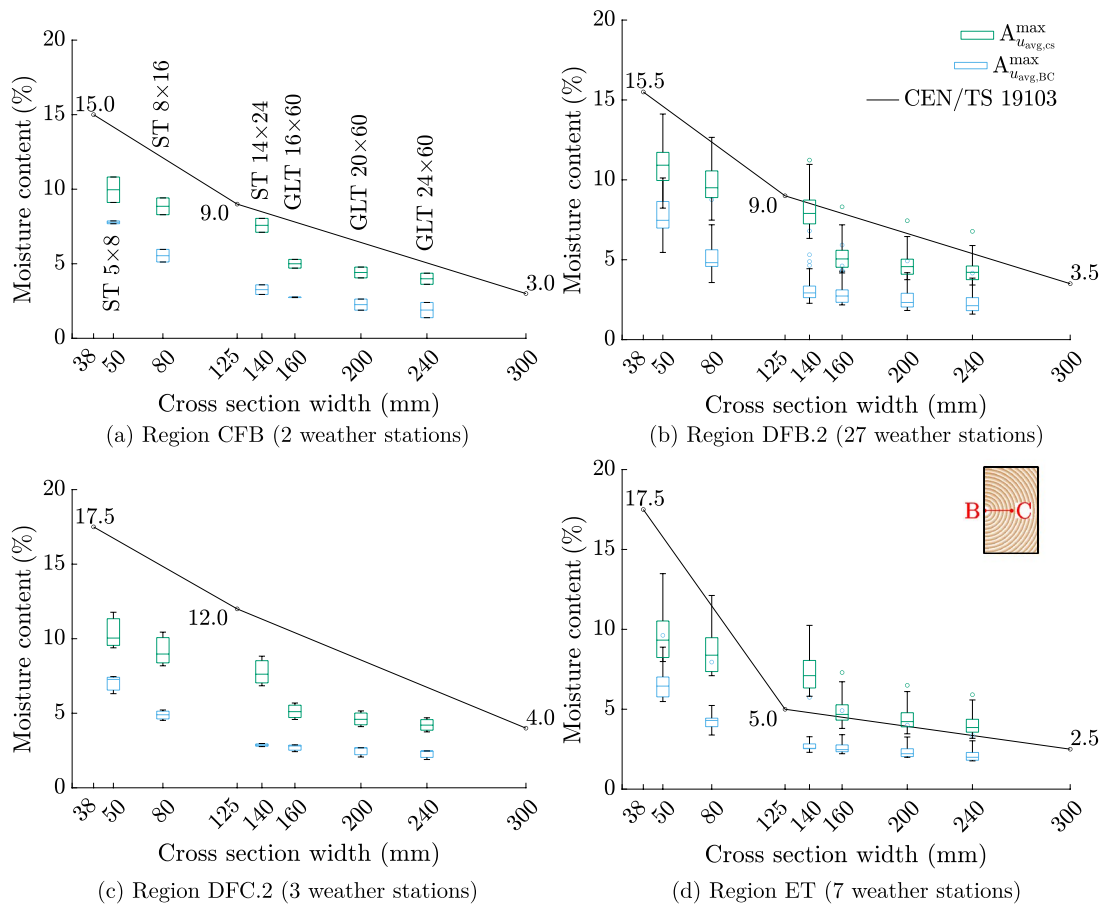 20
15
10
5
0
Moisture content (%)
15.0
9.0
3.0
ST 5×8
ST 8×16
ST 14×24
GLT 16×60
GLT 20×60
GLT 24×60
38
50
80
125
140
160
200
240
300
Cross section width (mm)
(a) Region CFB (2 weather stations)
20
15
10
5
0
Moisture content (%)
15.5
9.0
3.5
A^max_u_avg,cs
A^max_u_avg,BC
CEN/TS 19103
38
50
80
125
140
160
200
240
300
Cross section width (mm)
(b) Region DFB.2 (27 weather stations)
20
15
10
5
0
Moisture content (%)
17.5
12.0
4.0
38
50
80
125
140
160
200
240
300
Cross section width (mm)
(c) Region DFC.2 (3 weather stations)
20
15
10
5
0
Moisture content (%)
17.5
5.0
2.5
B
C
38
50
80
125
140
160
200
240
300
Cross section width (mm)
(d) Region ET (7 weather stations)